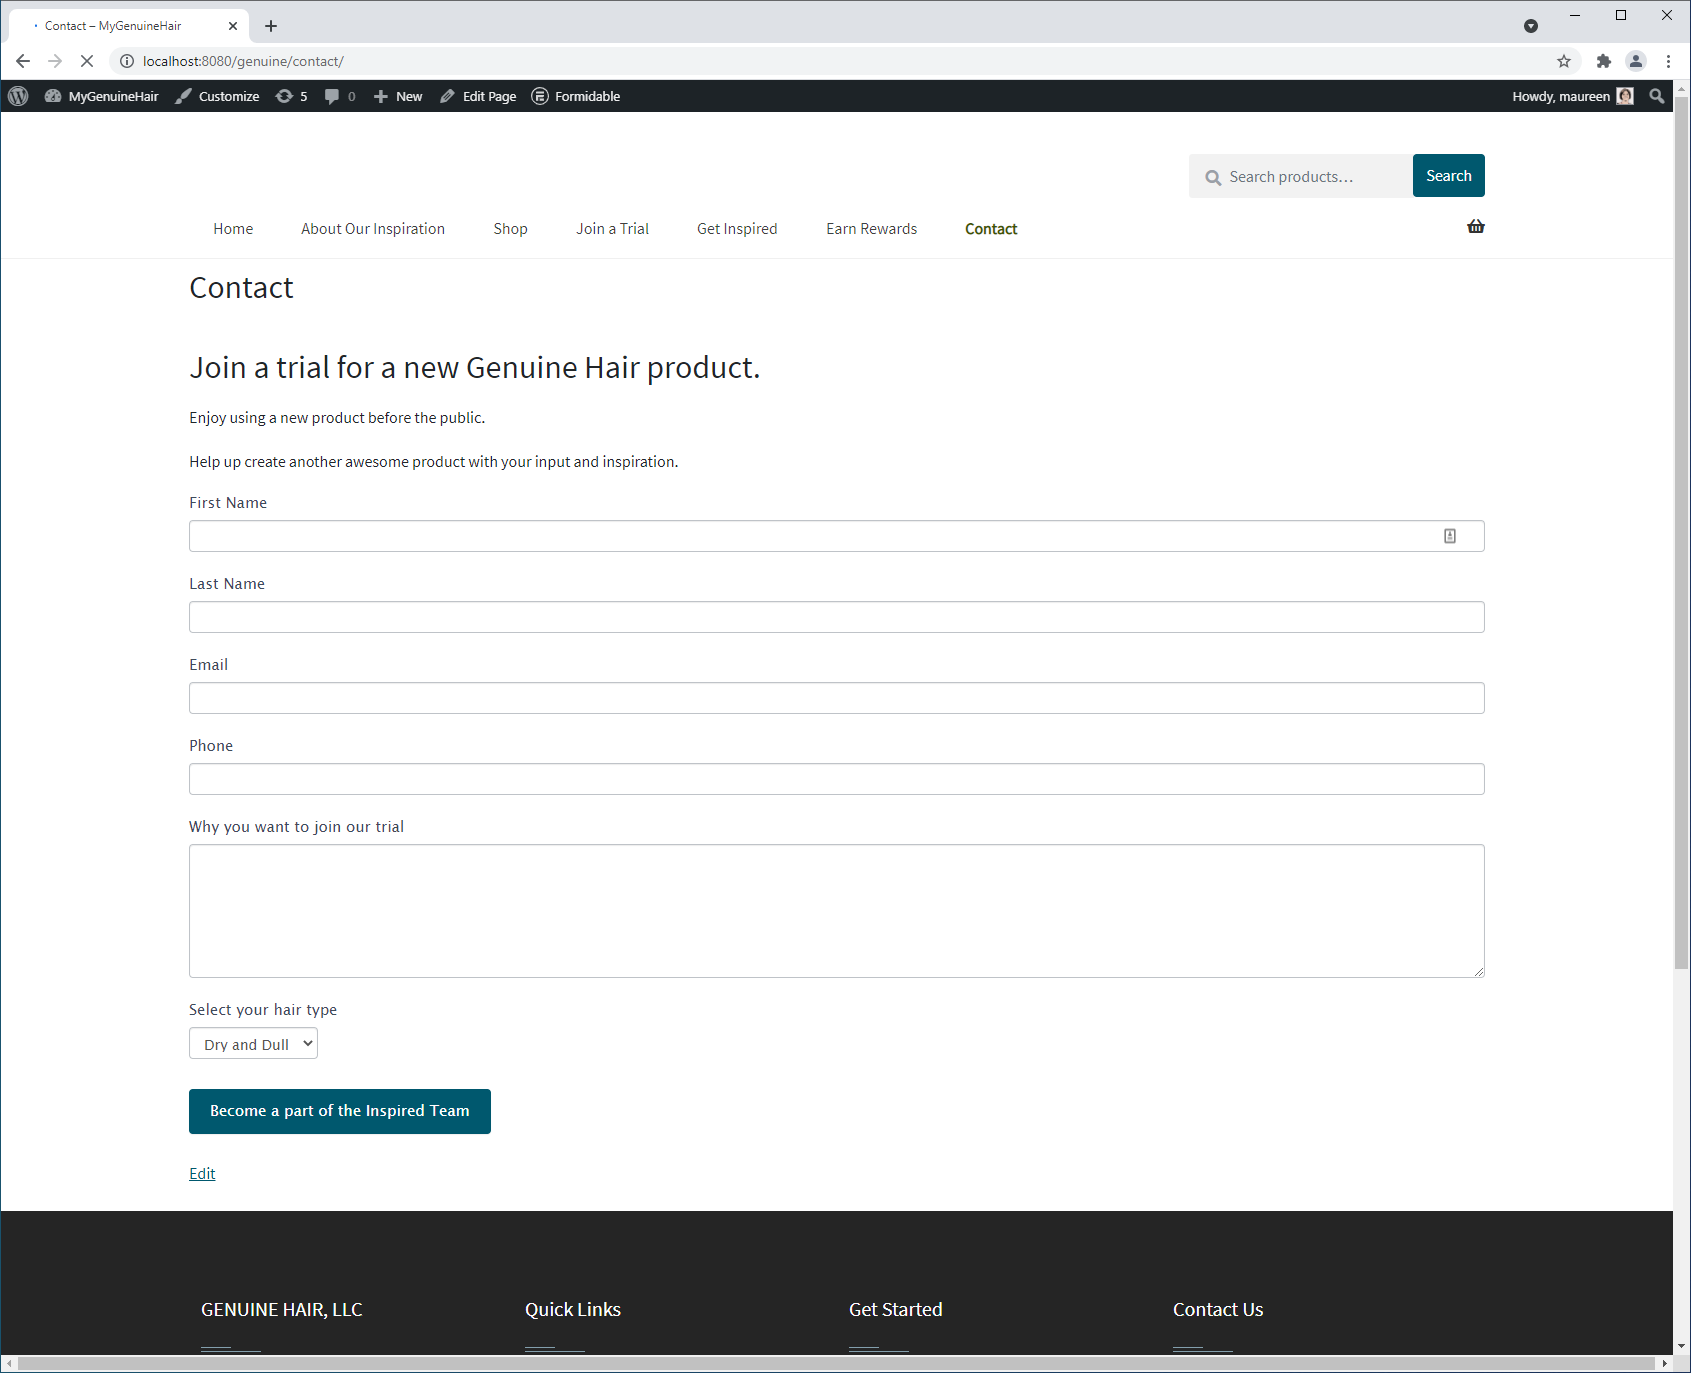 Contact – MyGenuineHair
localhost:8080/genuine/contact/
MyGenuineHair Customize 5 0 New Edit Page Formidable Howdy, maureen
Search products… Search
Home About Our Inspiration Shop Join a Trial Get Inspired Earn Rewards Contact
Contact
Join a trial for a new Genuine Hair product.
Enjoy using a new product before the public.
Help up create another awesome product with your input and inspiration.
First Name
Last Name
Email
Phone
Why you want to join our trial
Select your hair type
Dry and Dull
Become a part of the Inspired Team
Edit
GENUINE HAIR, LLC Quick Links Get Started Contact Us